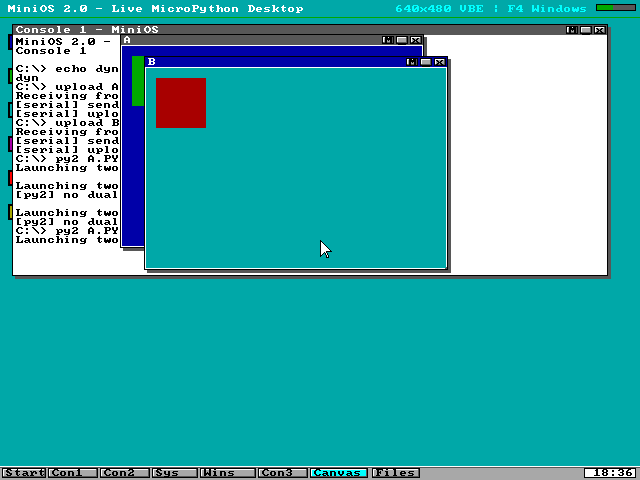 MiniOS 2.0 - Live MicroPython Desktop
640x480 VBE | F4 Windows
Console 1 - MiniOS
M
A
M
B
M
MiniOS 2.0 -
Console 1
C:\> echo dyn
dyn
C:\> upload A
Receiving fro
[serial] send
[serial] uplo
C:\> upload B
Receiving fro
[serial] send
[serial] uplo
C:\> py2 A.PY
Launching two
Launching two
[py2] no dual
Launching two
[py2] no dual
C:\> py2 A.PY
Launching two
Start Con1 Con2 Sys Wins Con3 Canvas Files 18:36